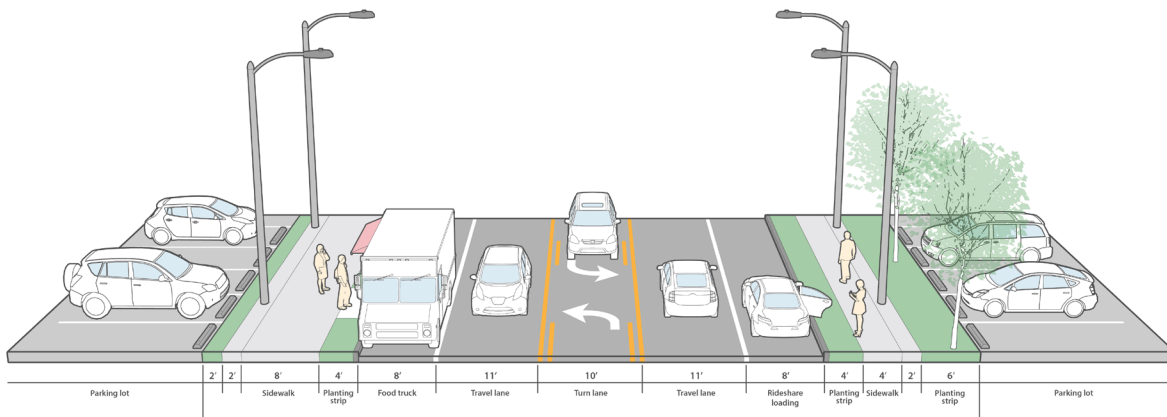 2' 2' 8' 4' 8' 11' 10' 11' 8' 4' 4' 2' 6'
Parking lot Sidewalk Planting strip Food truck Travel lane Turn lane Travel lane Rideshare loading Planting strip Sidewalk Planting strip Parking lot